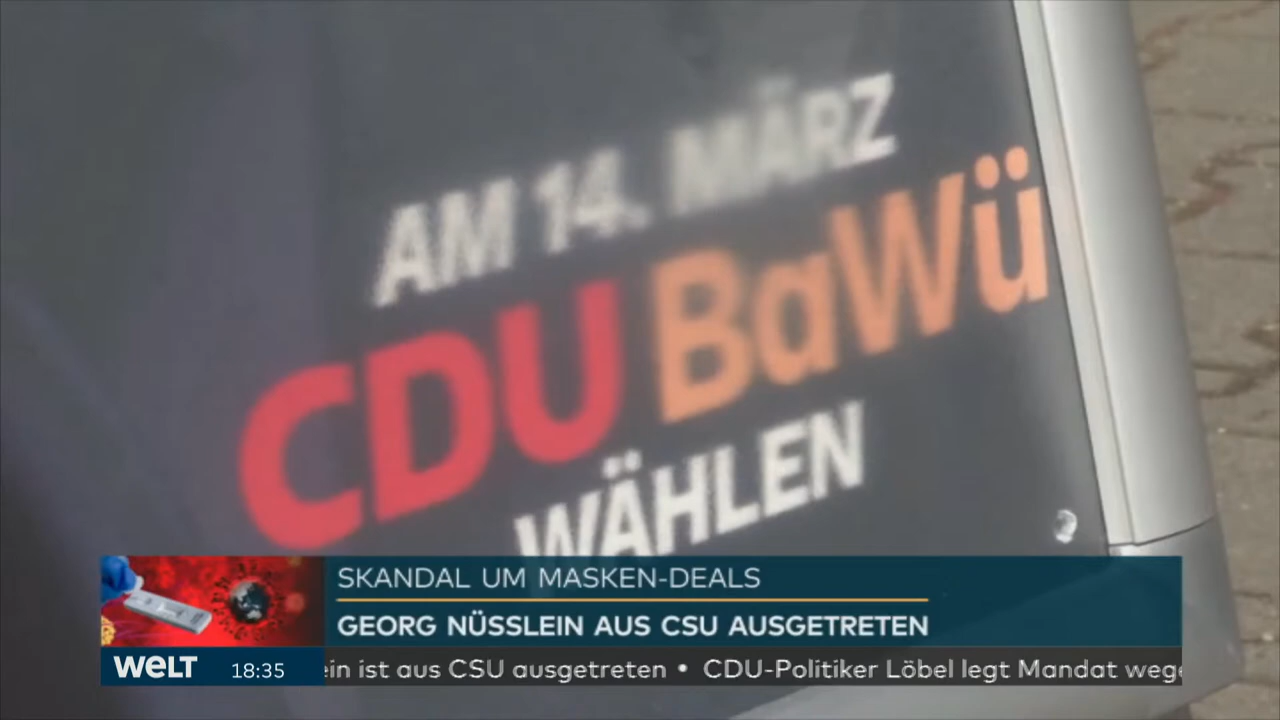 AM 14. MÄRZ
CDU BaWü
WÄHLEN
SKANDAL UM MASKEN-DEALS
GEORG NÜSSLEIN AUS CSU AUSGETRETEN
WELT 18:35 ein ist aus CSU ausgetreten • CDU-Politiker Löbel legt Mandat wege